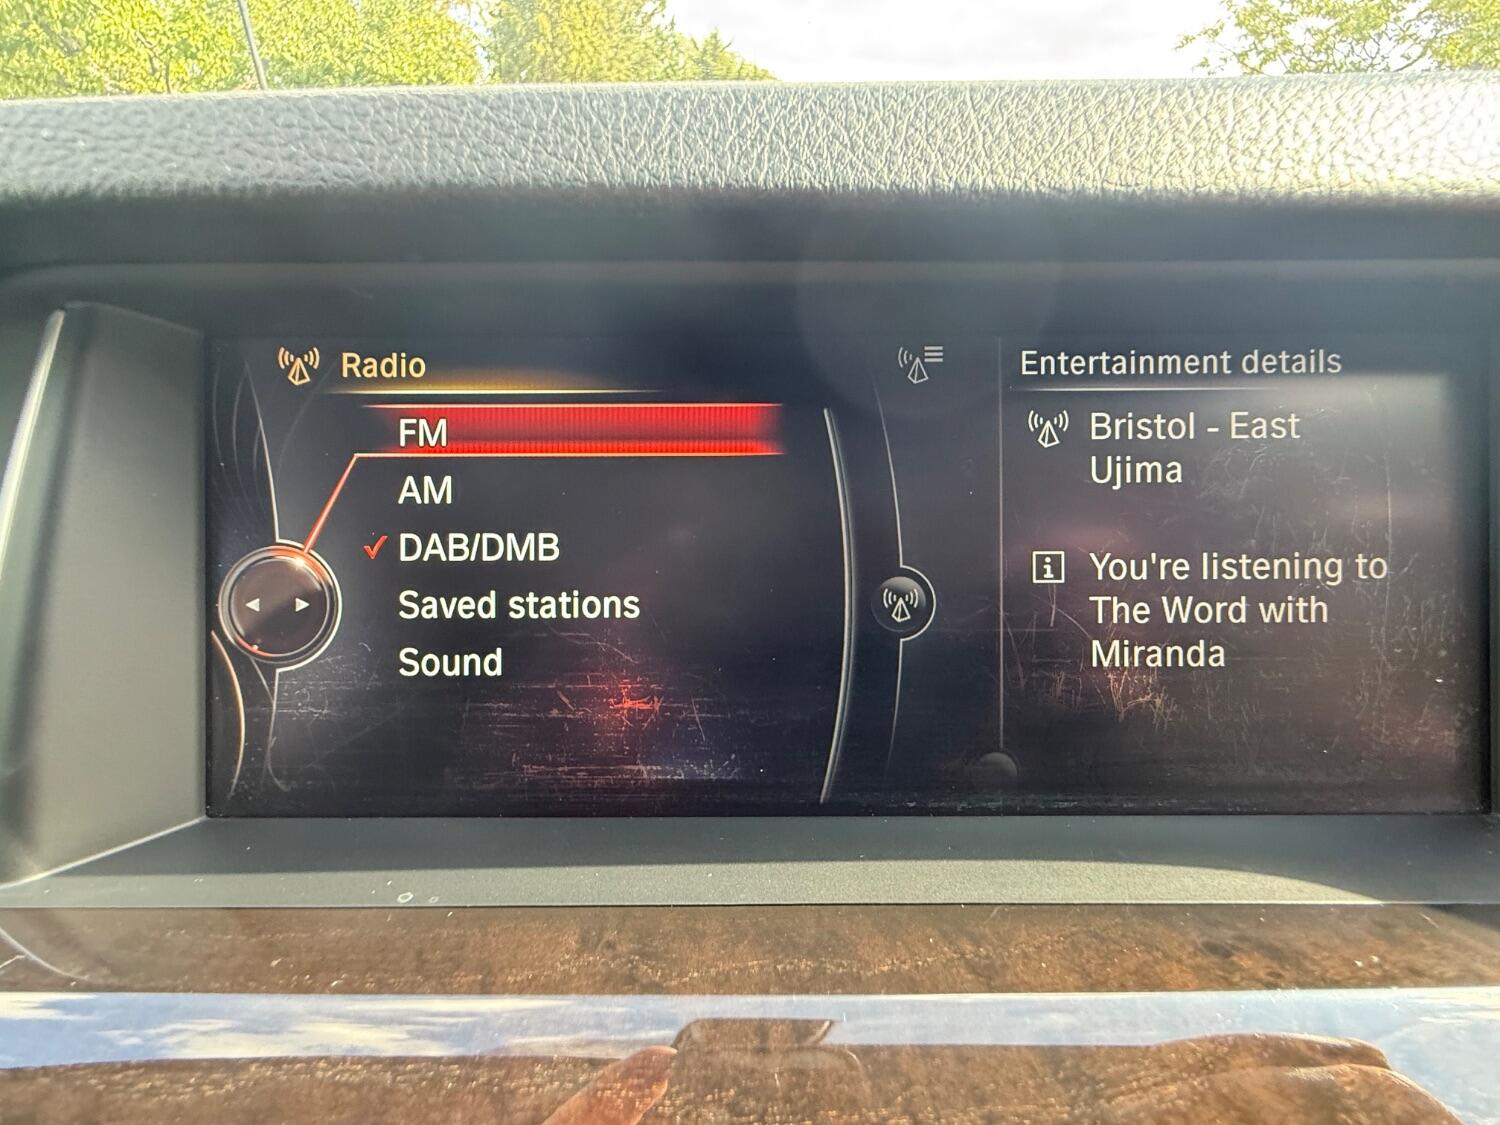 Radio
FM
AM
DAB/DMB
Saved stations
Sound
Entertainment details
Bristol - East
Ujima
You're listening to
The Word with
Miranda